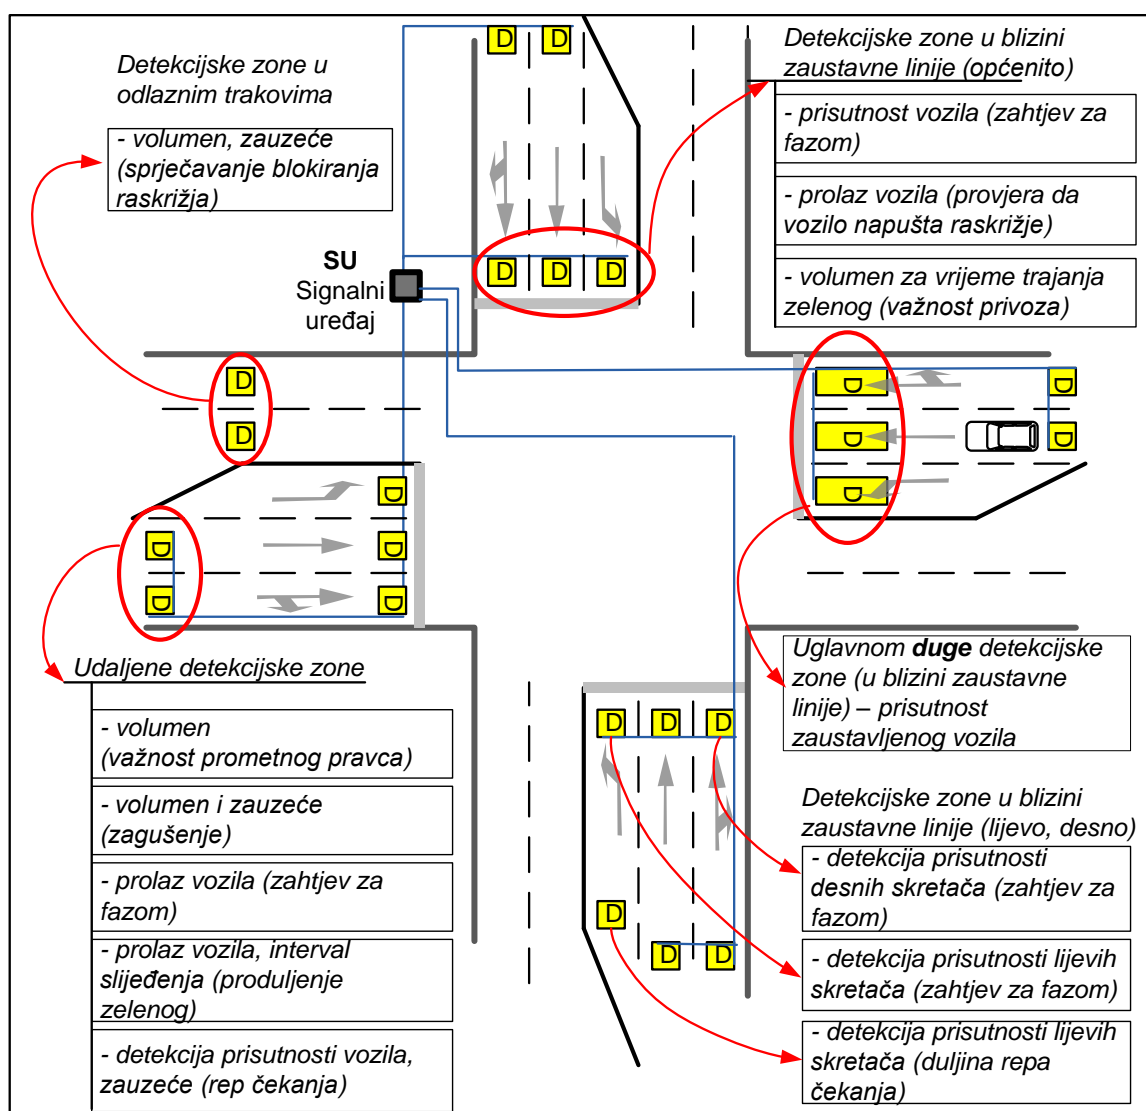 Detekcijske zone u
odlaznim trakovima
- volumen, zauzeće
(sprječavanje blokiranja
raskrižja)
D D
Detekcijske zone u blizini
zaustavne linije (općenito)
- prisutnost vozila (zahtjev za
fazom)
- prolaz vozila (provjera da
vozilo napušta raskrižje)
- volumen za vrijeme trajanja
zelenog (važnost privoza)
SU
Signalni
uređaj
D D D
D
D
D D
D D
D
D
D D
D D
Udaljene detekcijske zone
- volumen
(važnost prometnog pravca)
- volumen i zauzeće
(zagušenje)
- prolaz vozila (zahtjev za
fazom)
- prolaz vozila, interval
slijeđenja (produljenje
zelenog)
- detekcija prisutnosti vozila,
zauzeće (rep čekanja)
D D D
D
D D
Uglavnom duge detekcijske
zone (u blizini zaustavne
linije) – prisutnost
zaustavljenog vozila
Detekcijske zone u blizini
zaustavne linije (lijevo, desno)
- detekcija prisutnosti
desnih skretača (zahtjev za
fazom)
- detekcija prisutnosti lijevih
skretača (zahtjev za fazom)
- detekcija prisutnosti lijevih
skretača (duljina repa
čekanja)